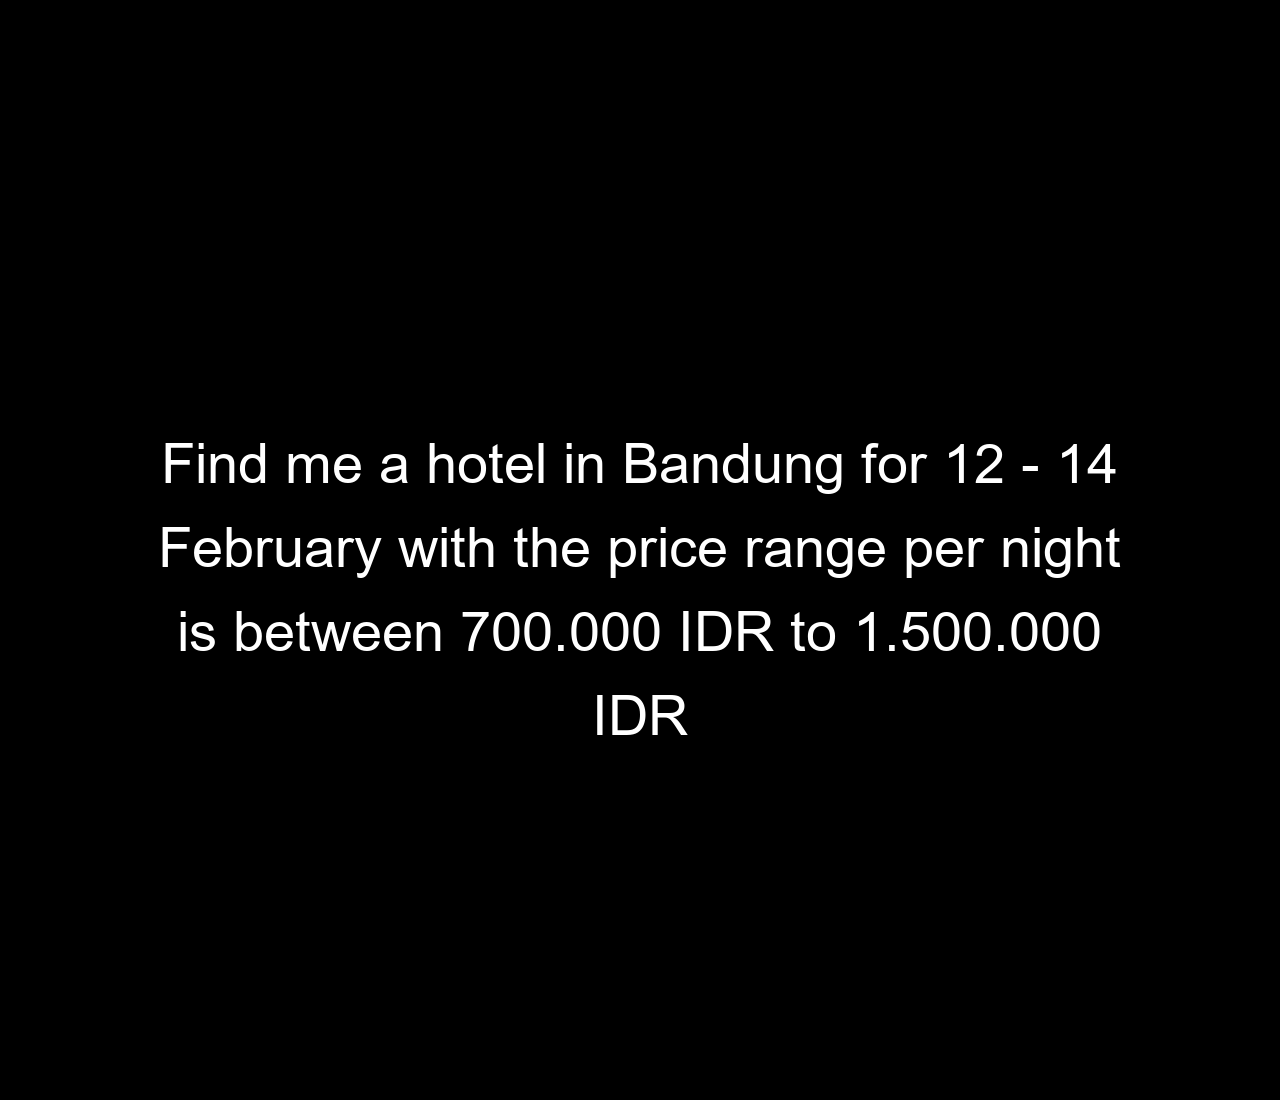 Find me a hotel in Bandung for 12 - 14
February with the price range per night
is between 700.000 IDR to 1.500.000
IDR